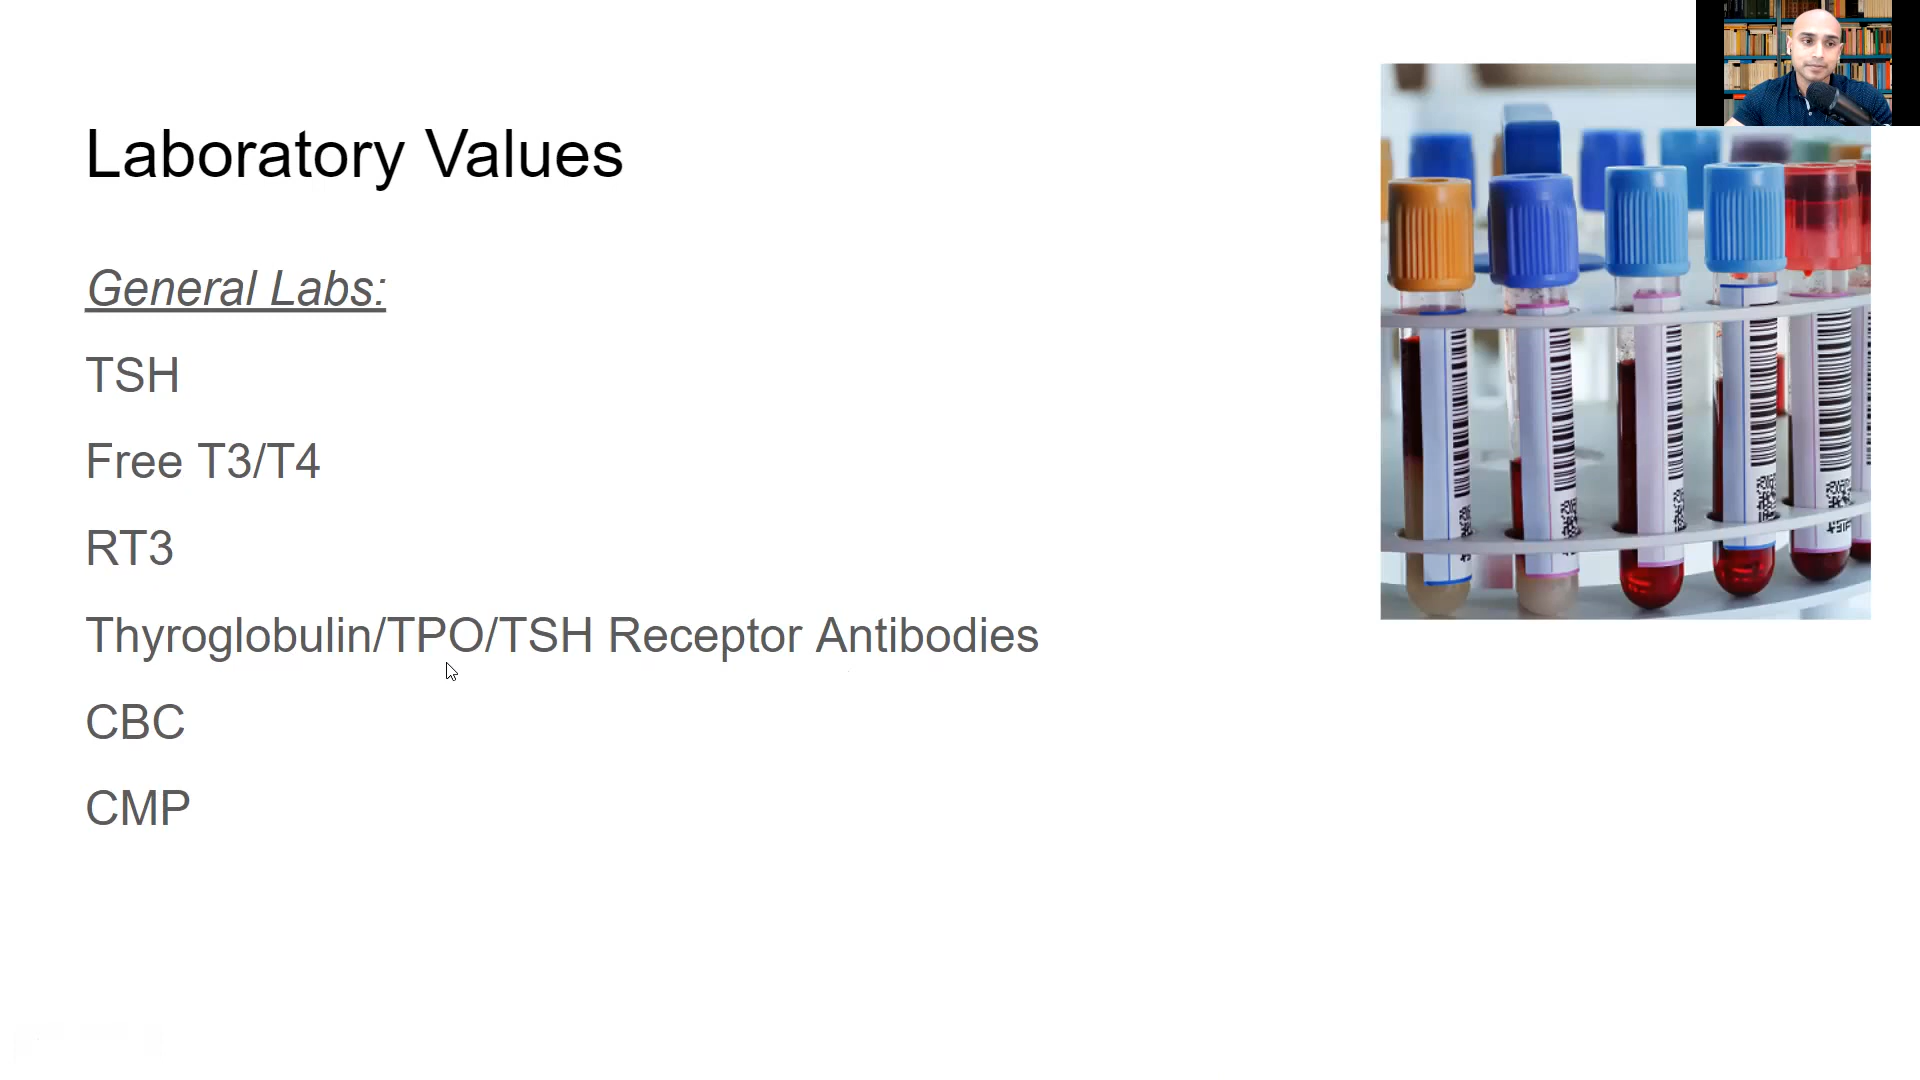 Laboratory Values
General Labs:
TSH
Free T3/T4
RT3
Thyroglobulin/TPO/TSH Receptor Antibodies
CBC
CMP